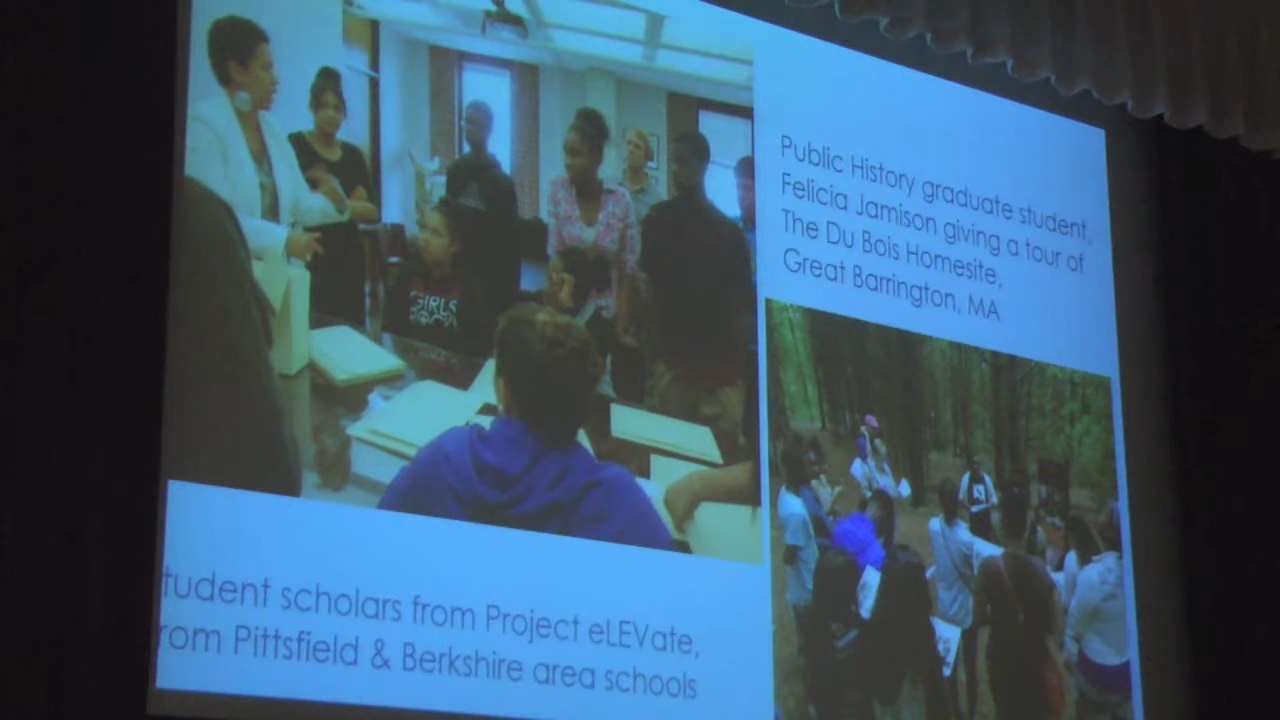 Public History graduate student,
Felicia Jamison giving a tour of
The Du Bois Homesite,
Great Barrington, MA
GIRLS
tudent scholars from Project eLEVate,
rom Pittsfield & Berkshire area schools